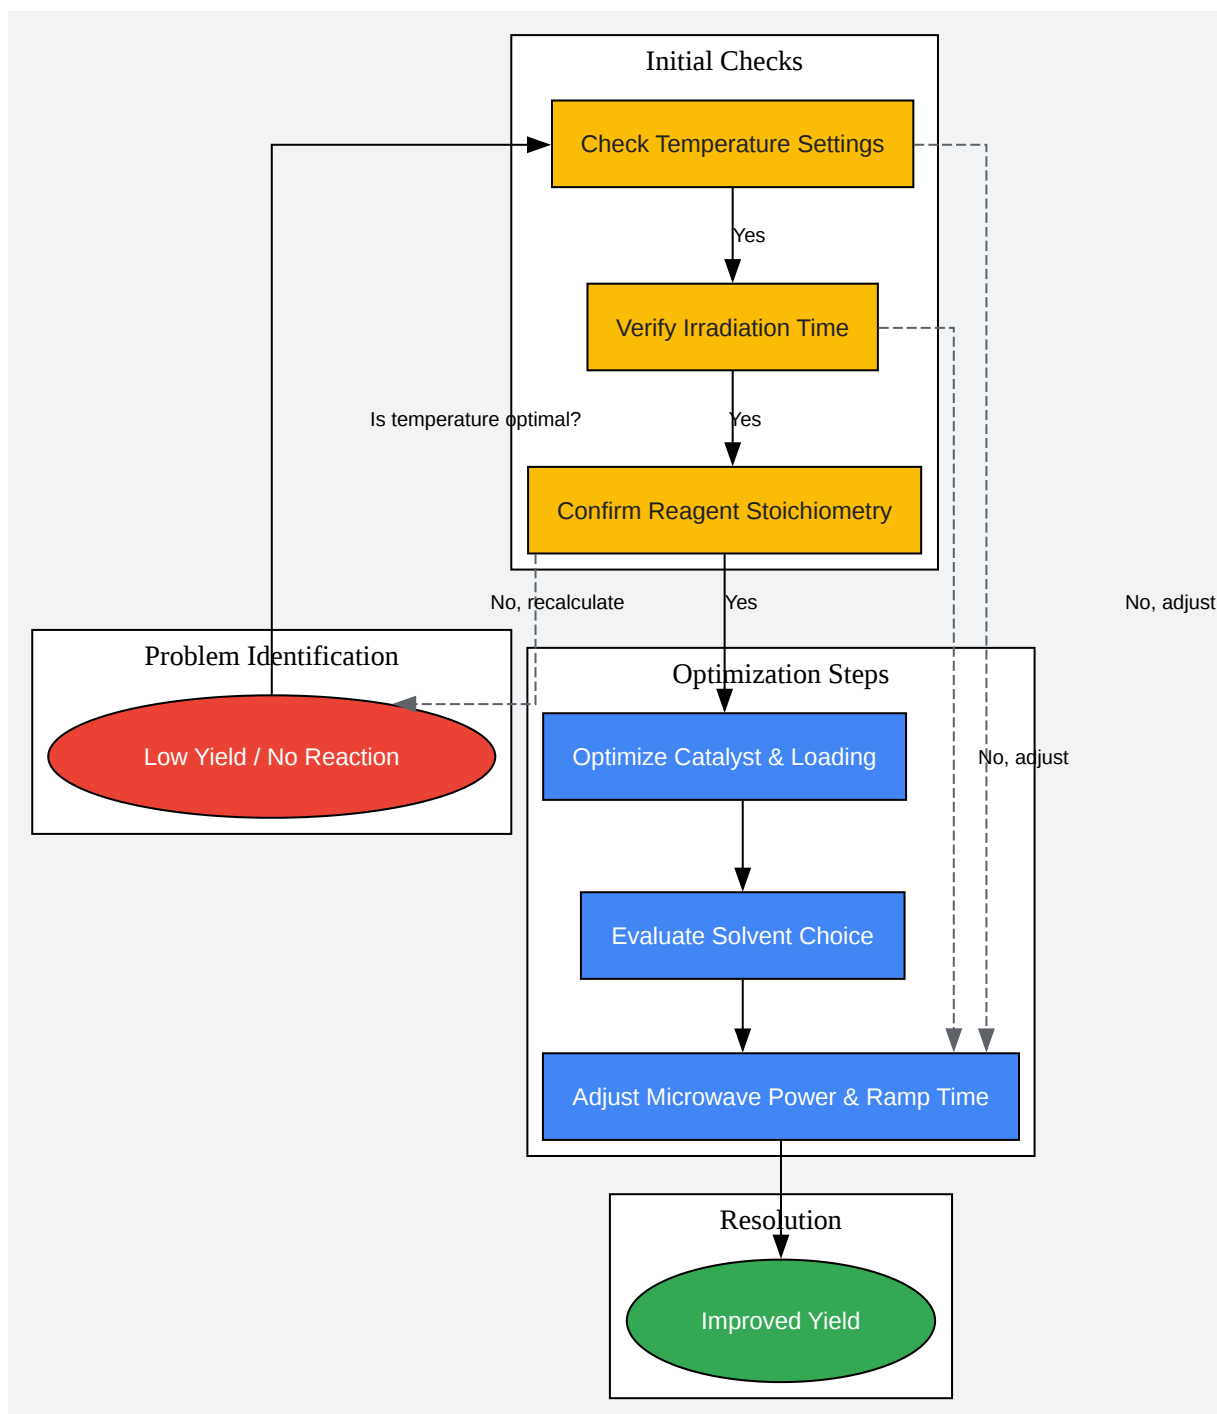 Initial Checks
Check Temperature Settings
Yes
Verify Irradiation Time
Is temperature optimal?
Yes
Confirm Reagent Stoichiometry
No, recalculate
Yes
No, adjust
Problem Identification
Low Yield / No Reaction
Optimization Steps
Optimize Catalyst & Loading
No, adjust
Evaluate Solvent Choice
Adjust Microwave Power & Ramp Time
Resolution
Improved Yield